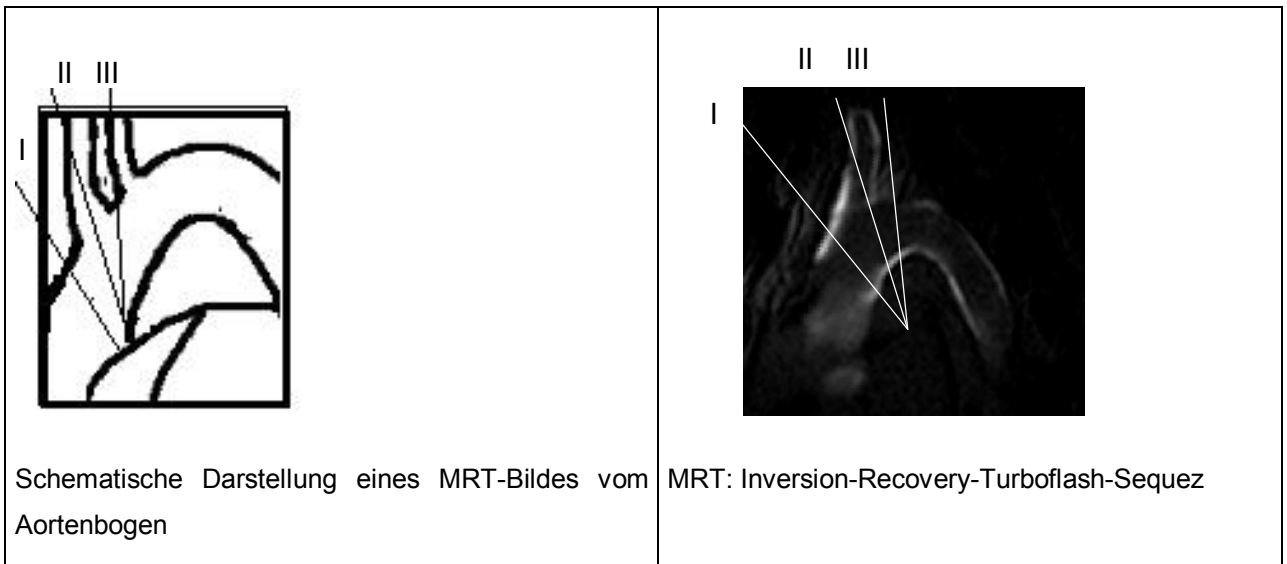 II III
I
Schematische Darstellung eines MRT-Bildes vom
Aortenbogen
II III
I
MRT: Inversion-Recovery-Turboflash-Sequez